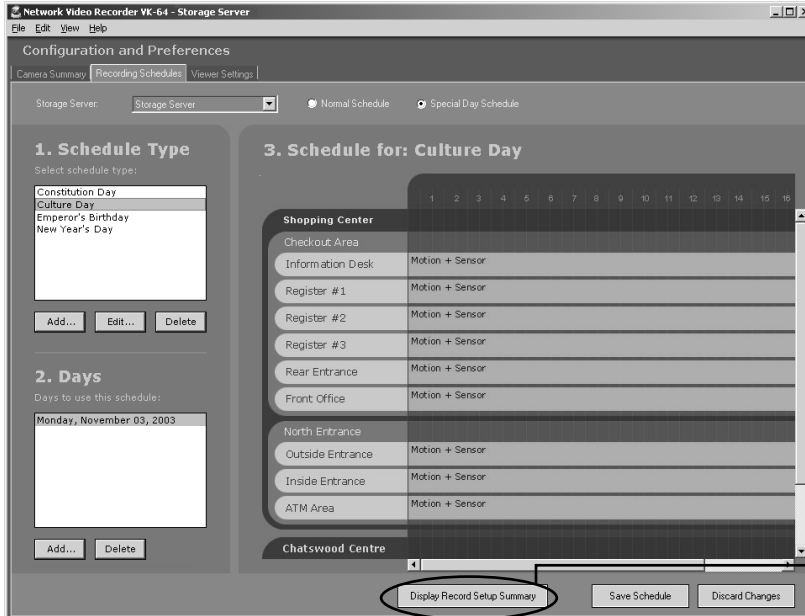 Network Video Recorder VK-64 - Storage Server
File Edit View Help
Configuration and Preferences
Camera Summary Recording Schedules Viewer Settings
Storage Server: Storage Server Normal Schedule Special Day Schedule
1. Schedule Type
Select schedule type:
Constitution Day
Culture Day
Emperor's Birthday
New Year's Day
Add... Edit... Delete
2. Days
Days to use this schedule:
Monday, November 03, 2003
Add... Delete
3. Schedule for: Culture Day
1 2 3 4 5 6 7 8 9 10 11 12 13 14 15 16
Shopping Center
Checkout Area
Information Desk Motion + Sensor
Register #1 Motion + Sensor
Register #2 Motion + Sensor
Register #3 Motion + Sensor
Rear Entrance Motion + Sensor
Front Office Motion + Sensor
North Entrance
Outside Entrance Motion + Sensor
Inside Entrance Motion + Sensor
ATM Area Motion + Sensor
Chatswood Centre
Display Record Setup Summary Save Schedule Discard Changes